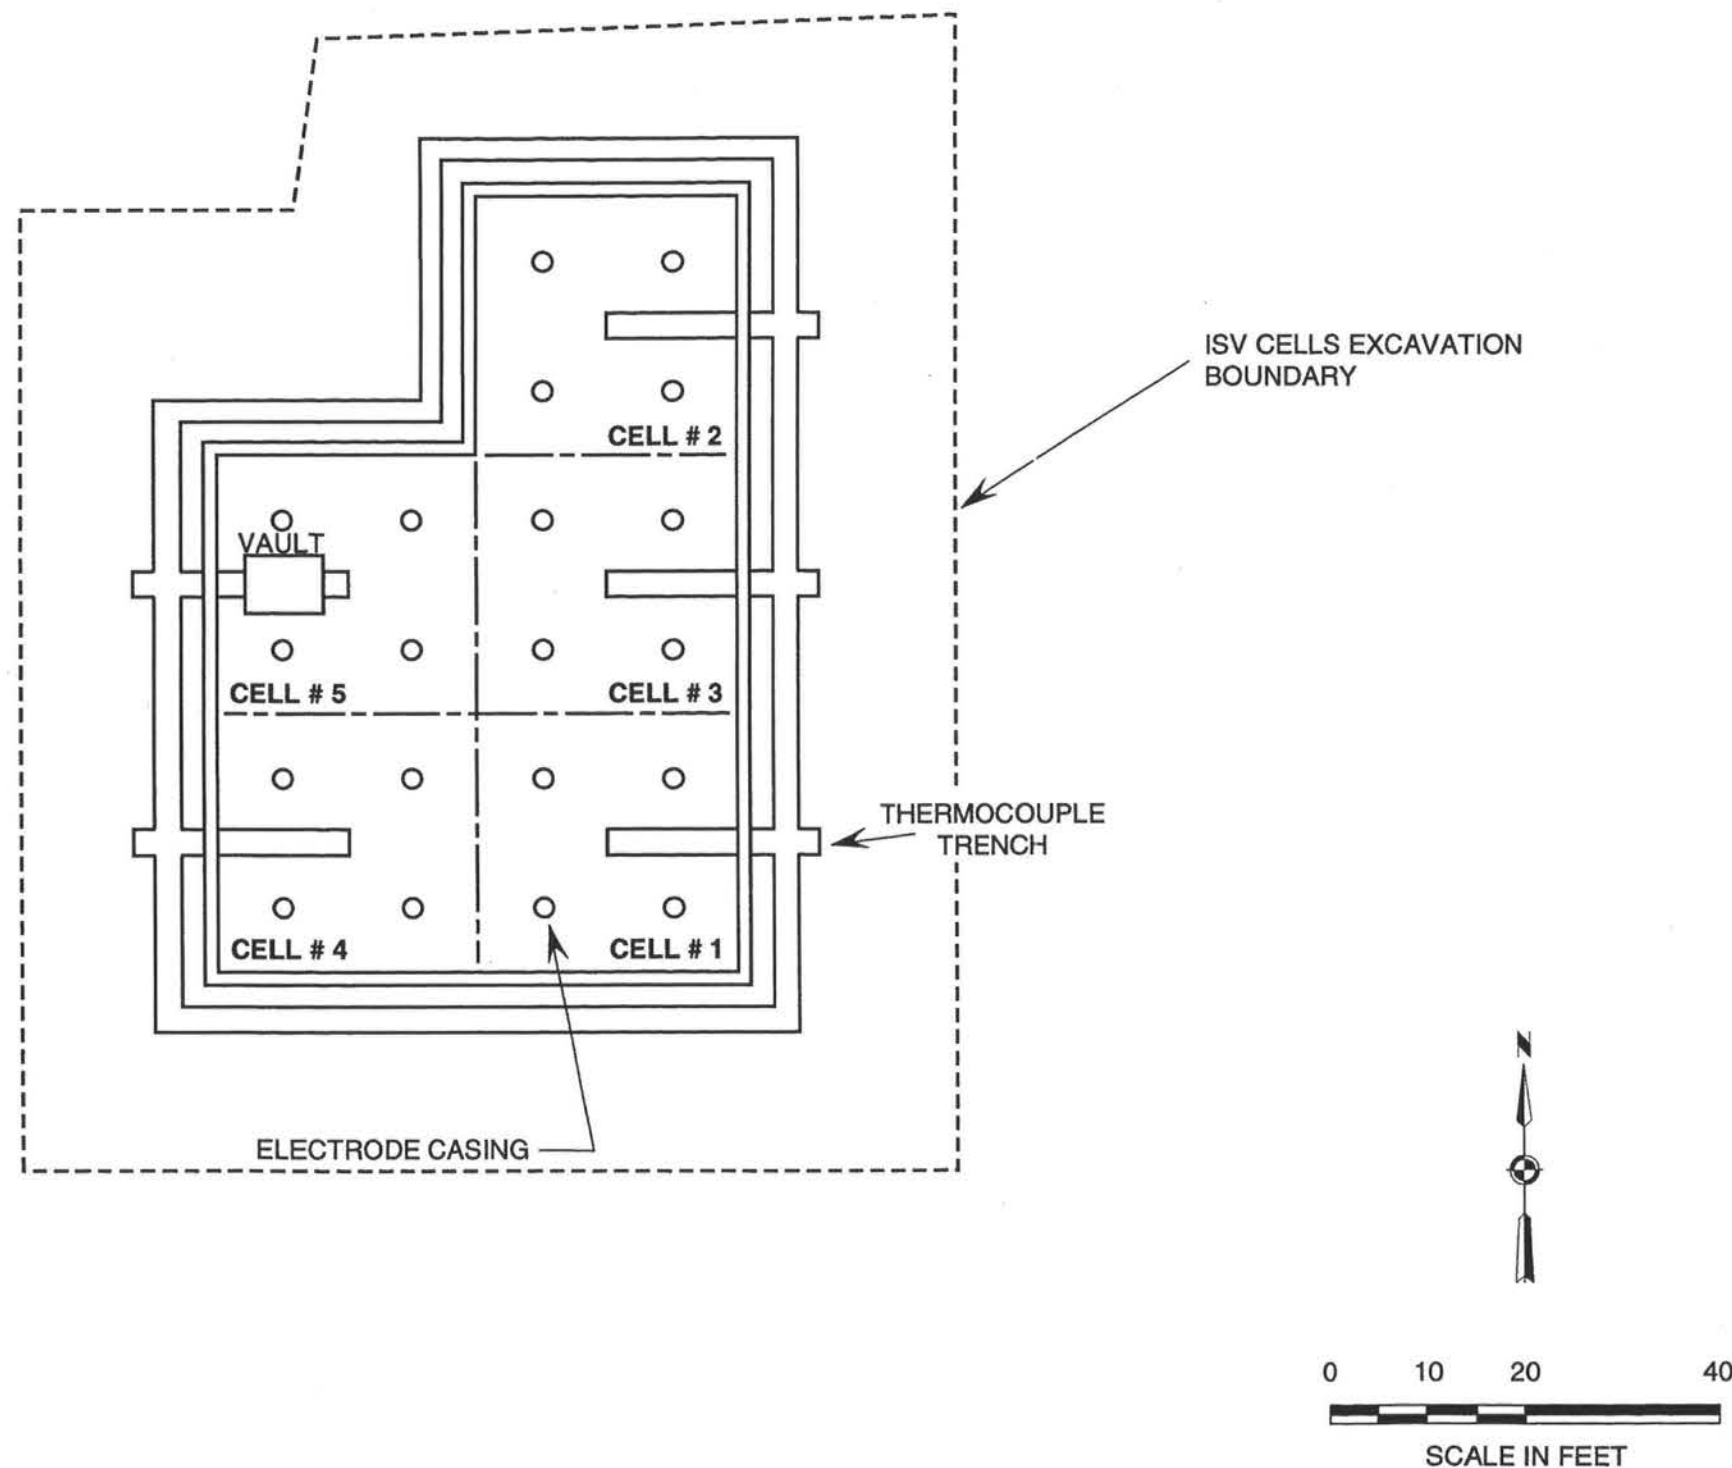 ISV CELLS EXCAVATION
BOUNDARY
CELL # 2
VAULT
CELL # 5
CELL # 3
THERMOCOUPLE
TRENCH
CELL # 4
CELL # 1
ELECTRODE CASING
N
0 10 20 40
SCALE IN FEET